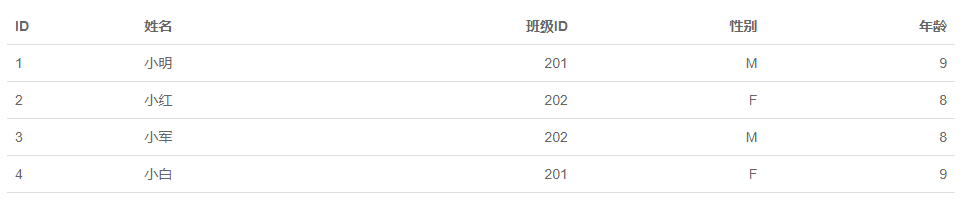 ID 姓名 班级ID 性别 年龄
1 小明 201 M 9
2 小红 202 F 8
3 小军 202 M 8
4 小白 201 F 9